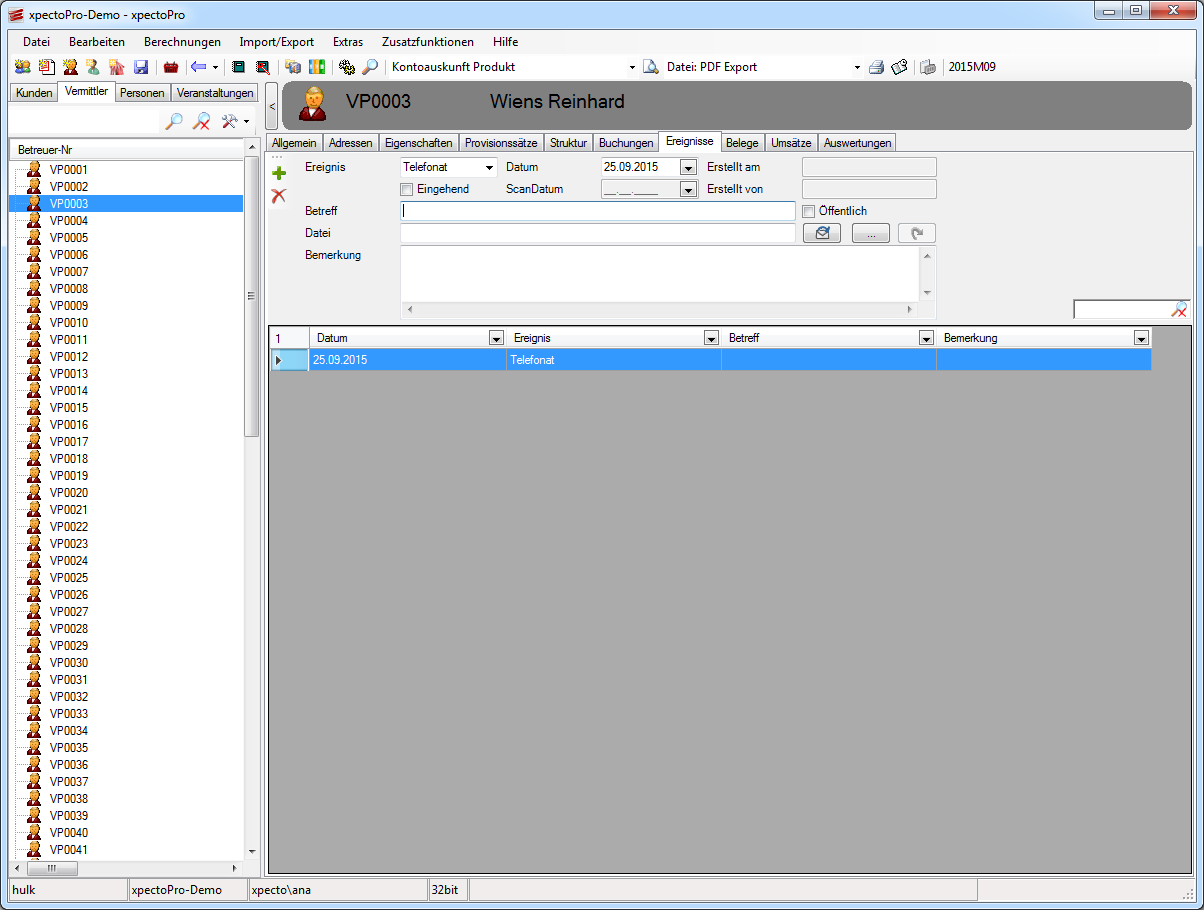 xpectoPro-Demo - xpectoPro
Datei Bearbeiten Berechnungen Import/Export Extras Zusatzfunktionen Hilfe
Kontoauskunft Produkt Datei: PDF Export 2015M09
Kunden Vermittler Personen Veranstaltungen
< VP0003 Wiens Reinhard
Allgemein Adressen Eigenschaften Provisionssätze Struktur Buchungen Ereignisse Belege Umsätze Auswertungen
Betreuer-Nr
VP0001
VP0002
VP0003
VP0004
VP0005
VP0006
VP0007
VP0008
VP0009
VP0010
VP0011
VP0012
VP0013
VP0014
VP0015
VP0016
VP0017
VP0018
VP0019
VP0020
VP0021
VP0022
VP0023
VP0024
VP0025
VP0026
VP0027
VP0028
VP0029
VP0030
VP0031
VP0032
VP0033
VP0034
VP0035
VP0036
VP0037
VP0038
VP0039
VP0040
VP0041
Ereignis Telefonat Datum 25.09.2015 Erstellt am
Eingehend ScanDatum __.__.____ Erstellt von
Betreff Öffentlich
Datei ...
Bemerkung
1 Datum Ereignis Betreff Bemerkung
25.09.2015 Telefonat
hulk xpectoPro-Demo xpecto\ana 32bit